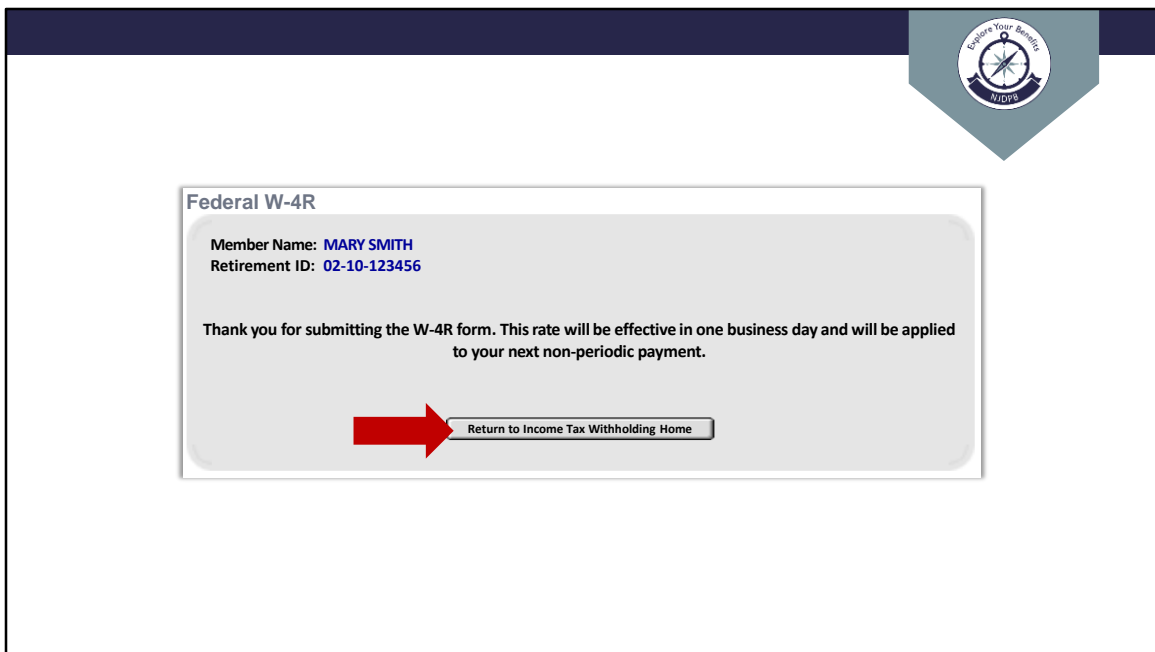 Explore Your Benefits
NJDPB
Federal W-4R
Member Name: MARY SMITH
Retirement ID: 02-10-123456
Thank you for submitting the W-4R form. This rate will be effective in one business day and will be applied
to your next non-periodic payment.
Return to Income Tax Withholding Home